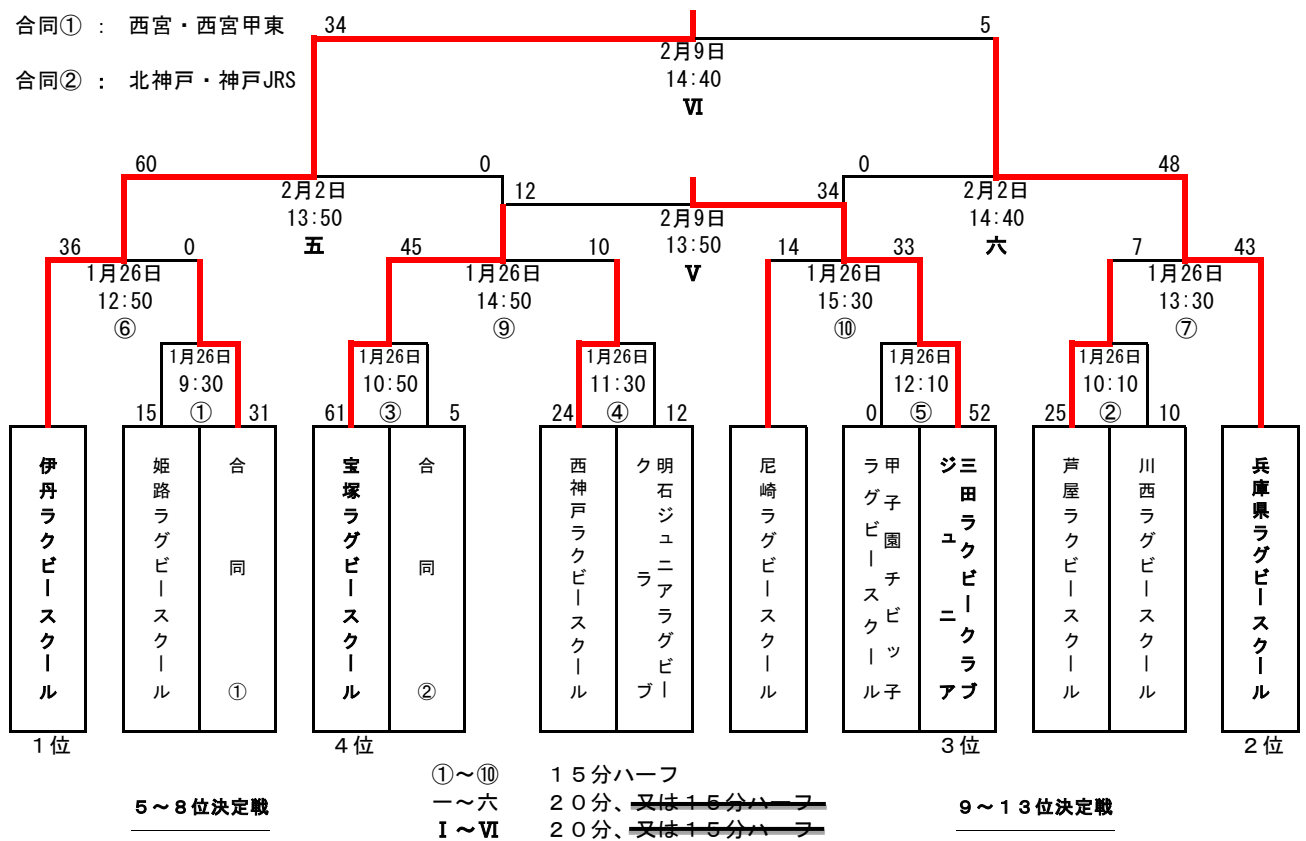 合同① : 西宮・西宮甲東
合同② : 北神戸・神戸JRS
34
5
2月9日
14:40
Ⅵ
60
0
0
48
2月2日
13:50
五
12
34
2月9日
13:50
Ⅴ
2月2日
14:40
六
36
0
1月26日
12:50
⑥
45
10
1月26日
14:50
⑨
14
33
1月26日
15:30
⑩
7
43
1月26日
13:30
⑦
1月26日
9:30
①
15
31
1月26日
10:50
③
61
5
1月26日
11:30
④
24
12
1月26日
12:10
⑤
0
52
1月26日
10:10
②
25
10
伊丹ラクビースクール
姫路ラグビースクール
合同①
宝塚ラグビースクール
合同②
西神戸ラクビースクール
明石ジュニアラグビー
クラブ
尼崎ラグビースクール
甲子園チビッ子
ラグビースクール
三田ラクビークラブ
ジュニア
芦屋ラクビースクール
川西ラグビースクール
兵庫県ラグビースクール
1位
4位
3位
2位
①~⑩ 15分ハーフ
一~六 20分、又は15分ハーフ
Ⅰ~Ⅵ 20分、又は15分ハーフ
5~8位決定戦
9~13位決定戦